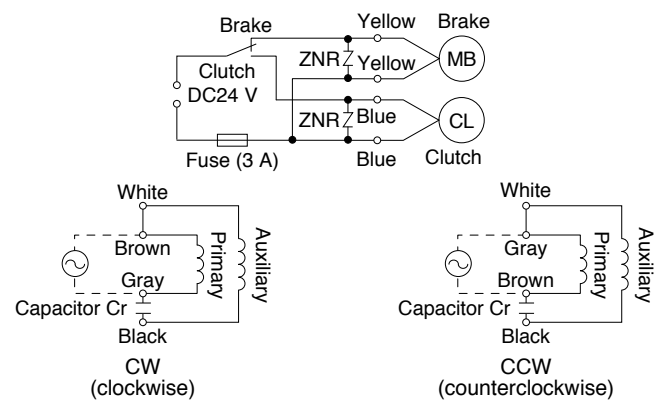 Brake
Yellow
Brake
ZNR
Yellow
MB
Clutch
DC24 V
ZNR
Blue
CL
Fuse (3 A)
Blue
Clutch
White
Brown
Primary
Auxiliary
Gray
Capacitor Cr
Black
CW
(clockwise)
White
Gray
Primary
Auxiliary
Brown
Capacitor Cr
Black
CCW
(counterclockwise)